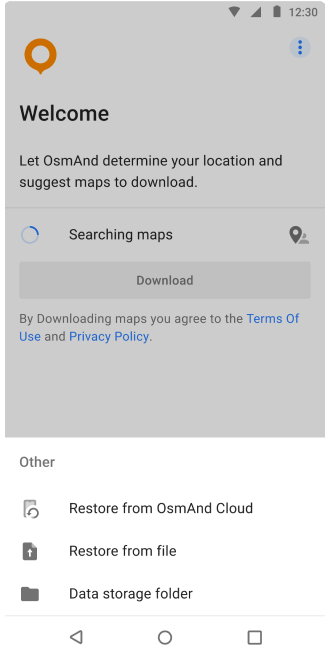 12:30
Welcome
Let OsmAnd determine your location and
suggest maps to download.
Searching maps
Download
By Downloading maps you agree to the Terms Of
Use and Privacy Policy.
Other
Restore from OsmAnd Cloud
Restore from file
Data storage folder